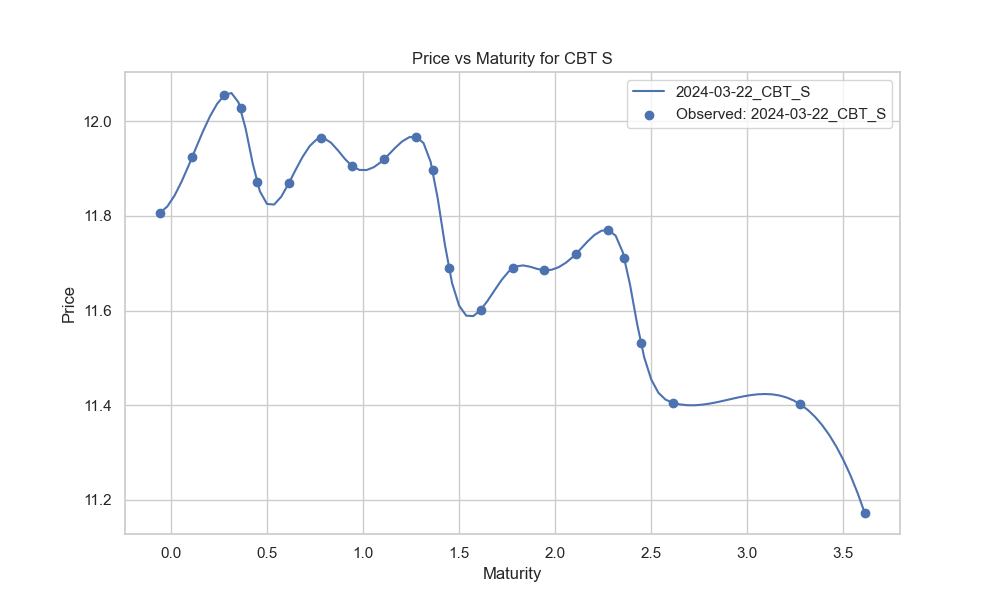 Price vs Maturity for CBT S
2024-03-22_CBT_S
Observed: 2024-03-22_CBT_S
Price
12.0
11.8
11.6
11.4
11.2
0.0 0.5 1.0 1.5 2.0 2.5 3.0 3.5
Maturity